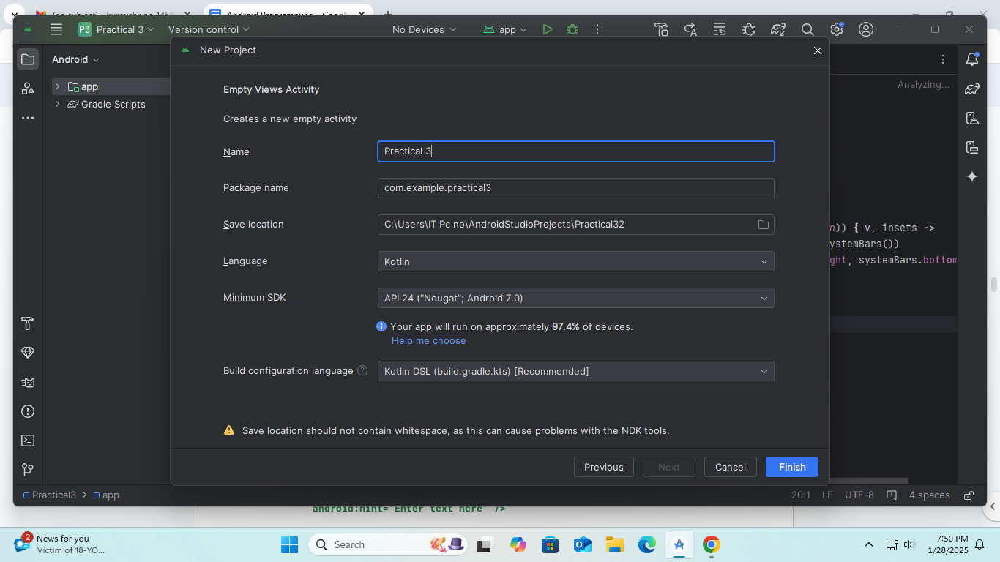 (no subject) - kurmishivani446@
Android Programming - Google
P3 Practical 3
Version control
No Devices
app
New Project
Android
app
Gradle Scripts
Analyzing...
Empty Views Activity
Creates a new empty activity
Name
Practical 3
Package name
com.example.practical3
Save location
C:\Users\IT Pc no\AndroidStudioProjects\Practical32
n)) { v, insets ->
ystemBars())
Language
Kotlin
ght, systemBars.bottom
Minimum SDK
API 24 ("Nougat"; Android 7.0)
Your app will run on approximately 97.4% of devices.
Help me choose
Build configuration language
?
Kotlin DSL (build.gradle.kts) [Recommended]
Save location should not contain whitespace, as this can cause problems with the NDK tools.
Previous
Next
Cancel
Finish
Practical3 > app
20:1
LF
UTF-8
4 spaces
android:hint="Enter text here" />
2
News for you
Victim of 18-YO...
Search
7:50 PM
1/28/2025